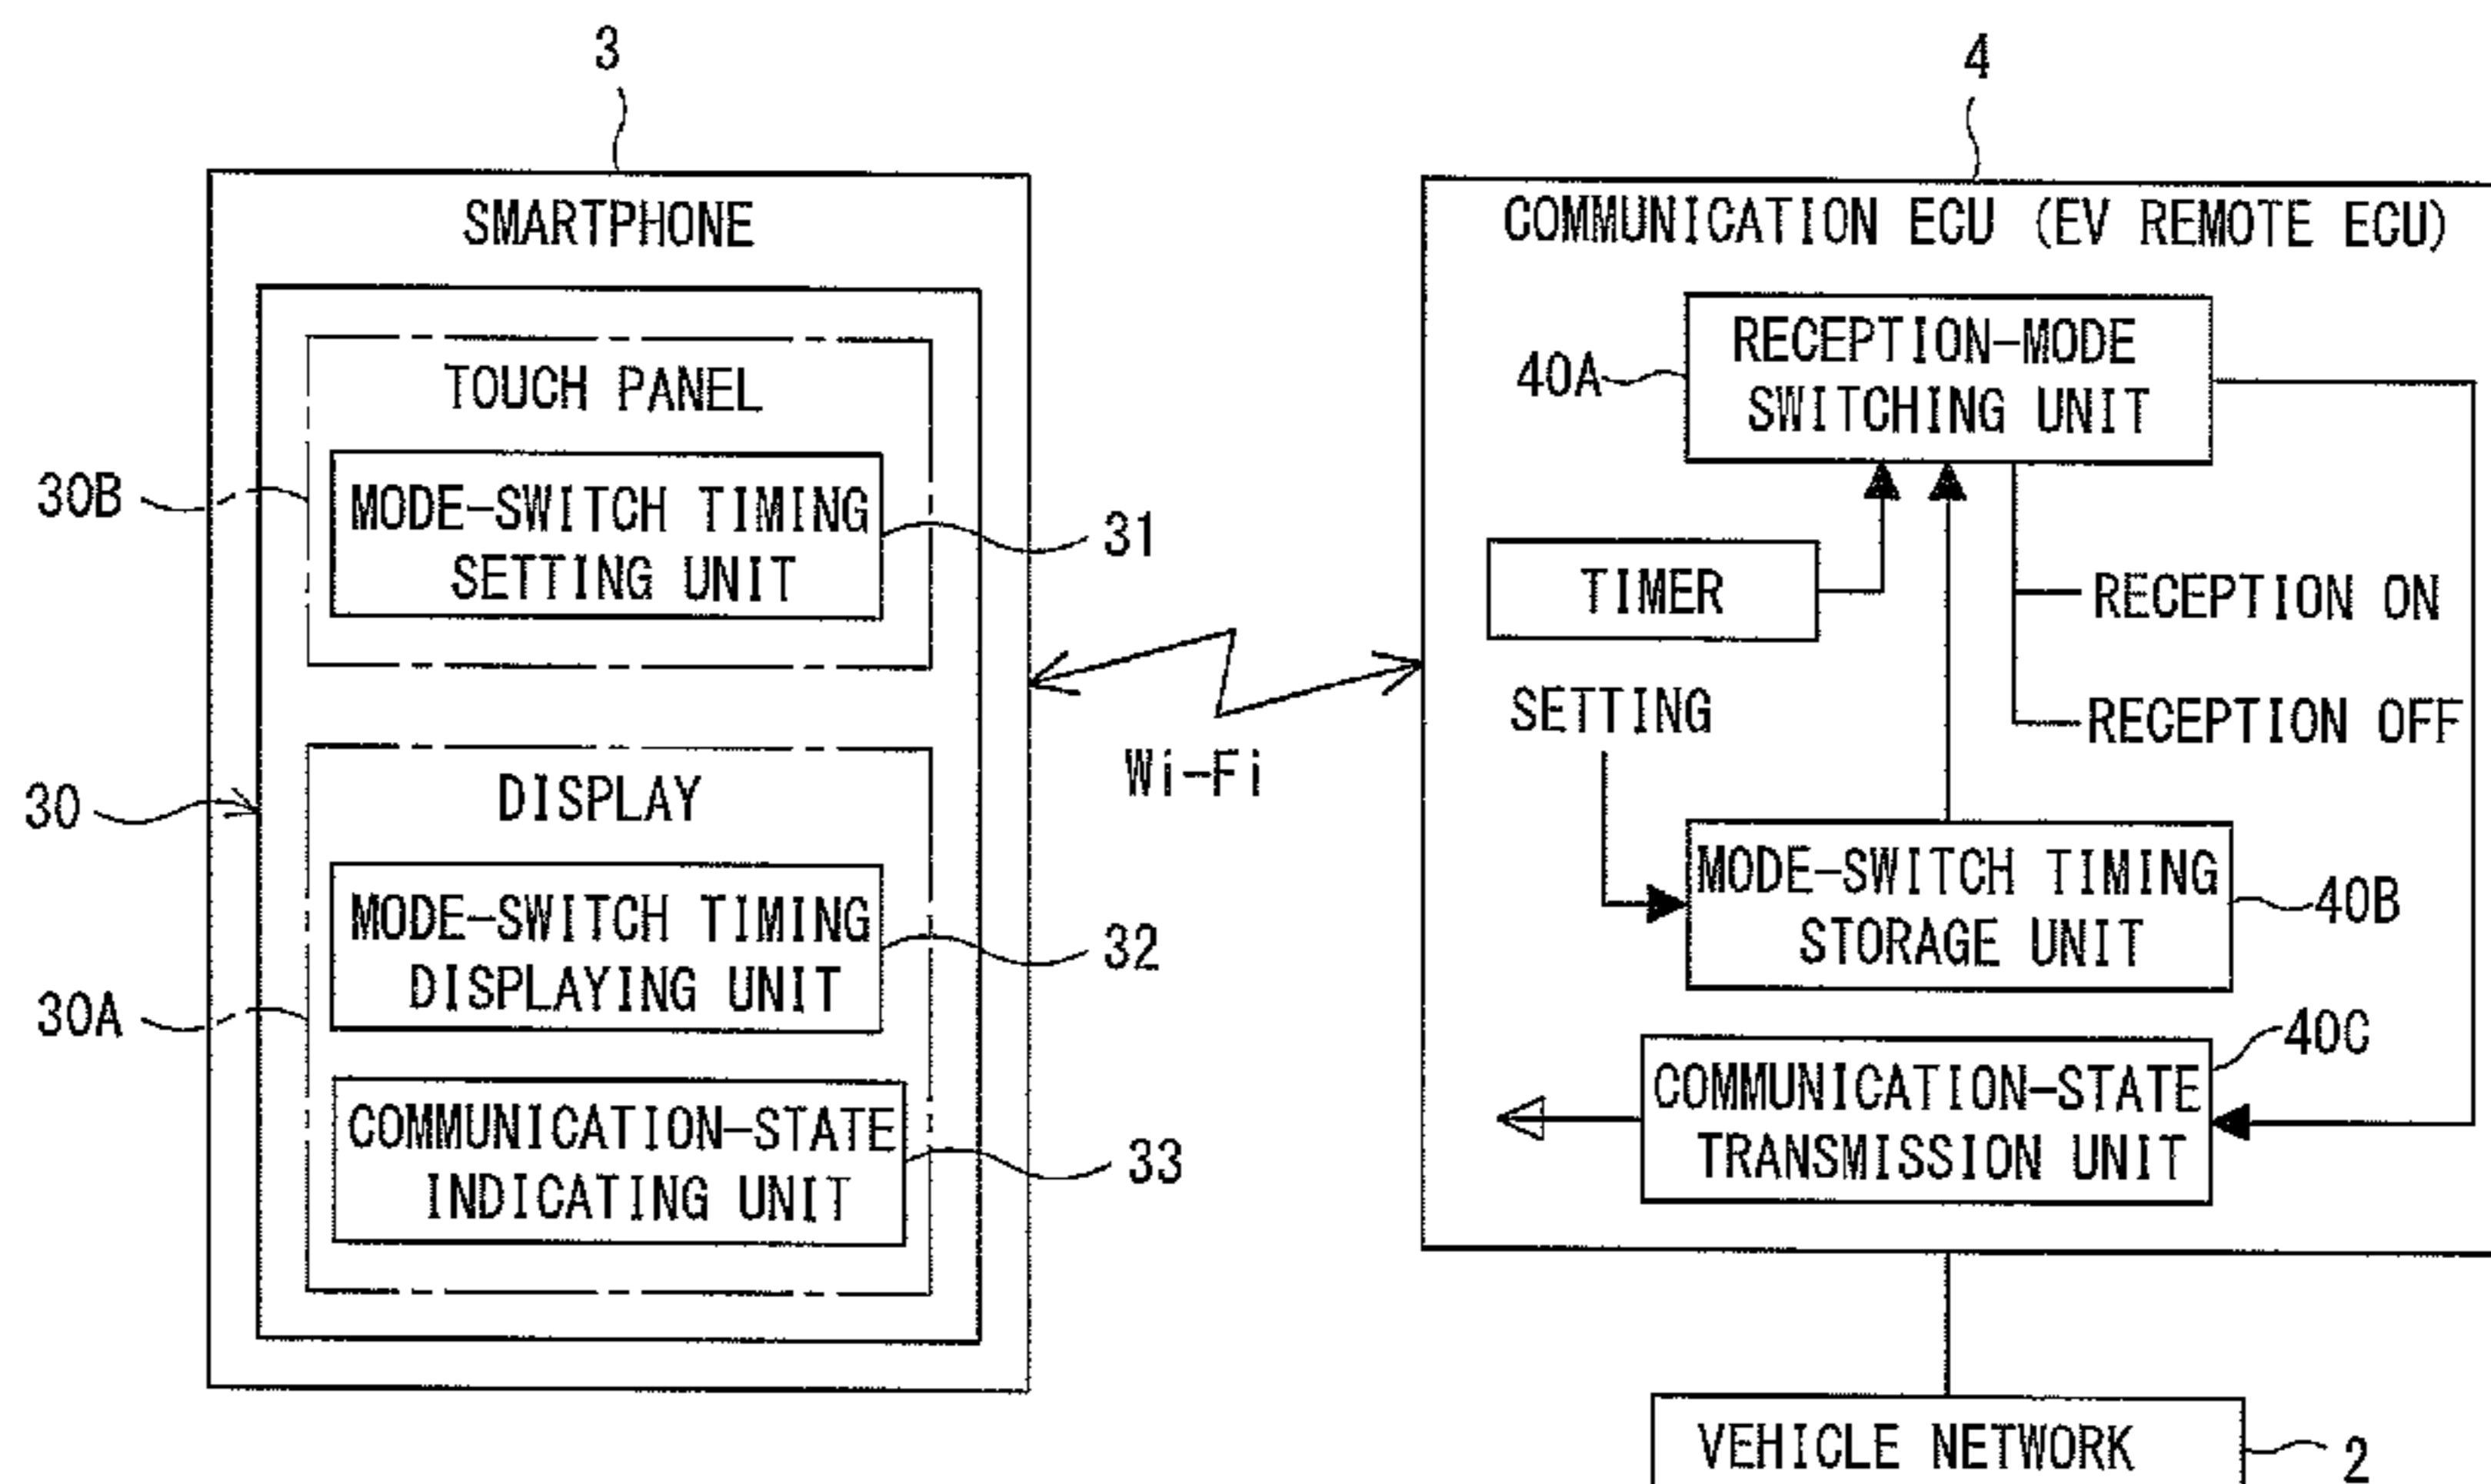 3
SMARTPHONE
TOUCH PANEL
30B
MODE-SWITCH TIMING
SETTING UNIT
31
30
DISPLAY
MODE-SWITCH TIMING
DISPLAYING UNIT
32
30A
COMMUNICATION-STATE
INDICATING UNIT
33
Wi-Fi
4
COMMUNICATION ECU (EV REMOTE ECU)
40A
RECEPTION-MODE
SWITCHING UNIT
TIMER
RECEPTION ON
SETTING
RECEPTION OFF
MODE-SWITCH TIMING
STORAGE UNIT
40B
40C
COMMUNICATION-STATE
TRANSMISSION UNIT
VEHICLE NETWORK
2